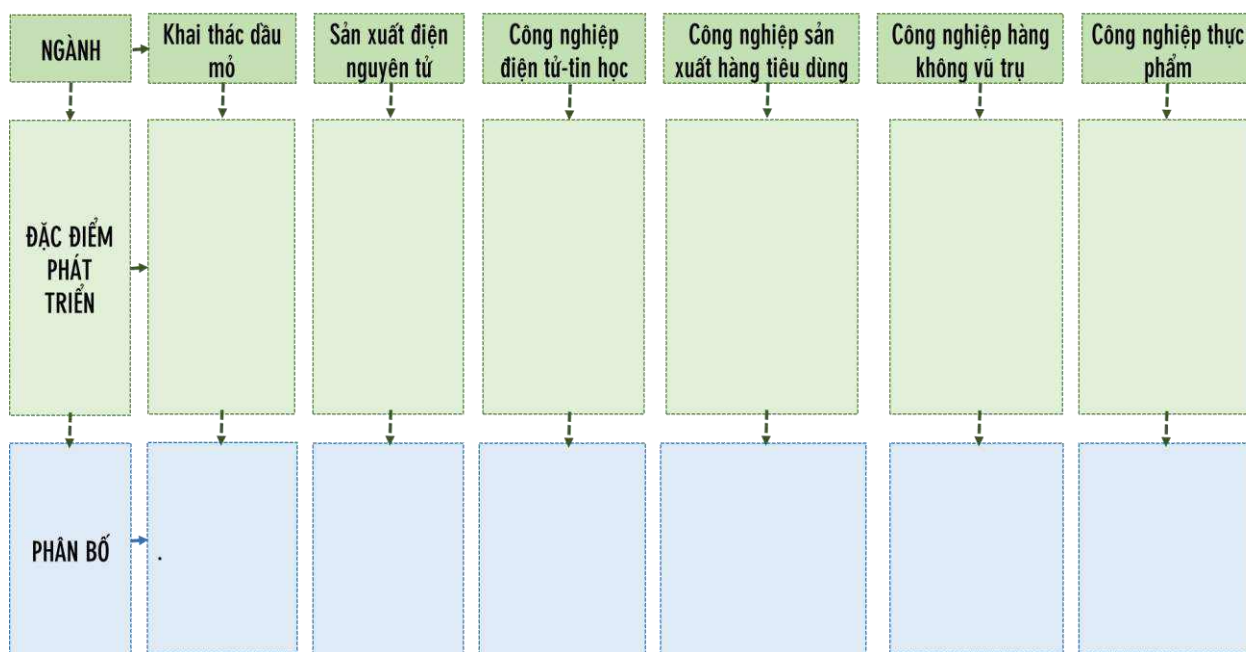 NGÀNH
Khai thác dầu
mỏ
Sản xuất điện
nguyên tử
Công nghiệp
điện tử-tin học
Công nghiệp sản
xuất hàng tiêu dùng
Công nghiệp hàng
không vũ trụ
Công nghiệp thực
phẩm
ĐẶC ĐIỂM
PHÁT
TRIỂN
PHÂN BỐ
.